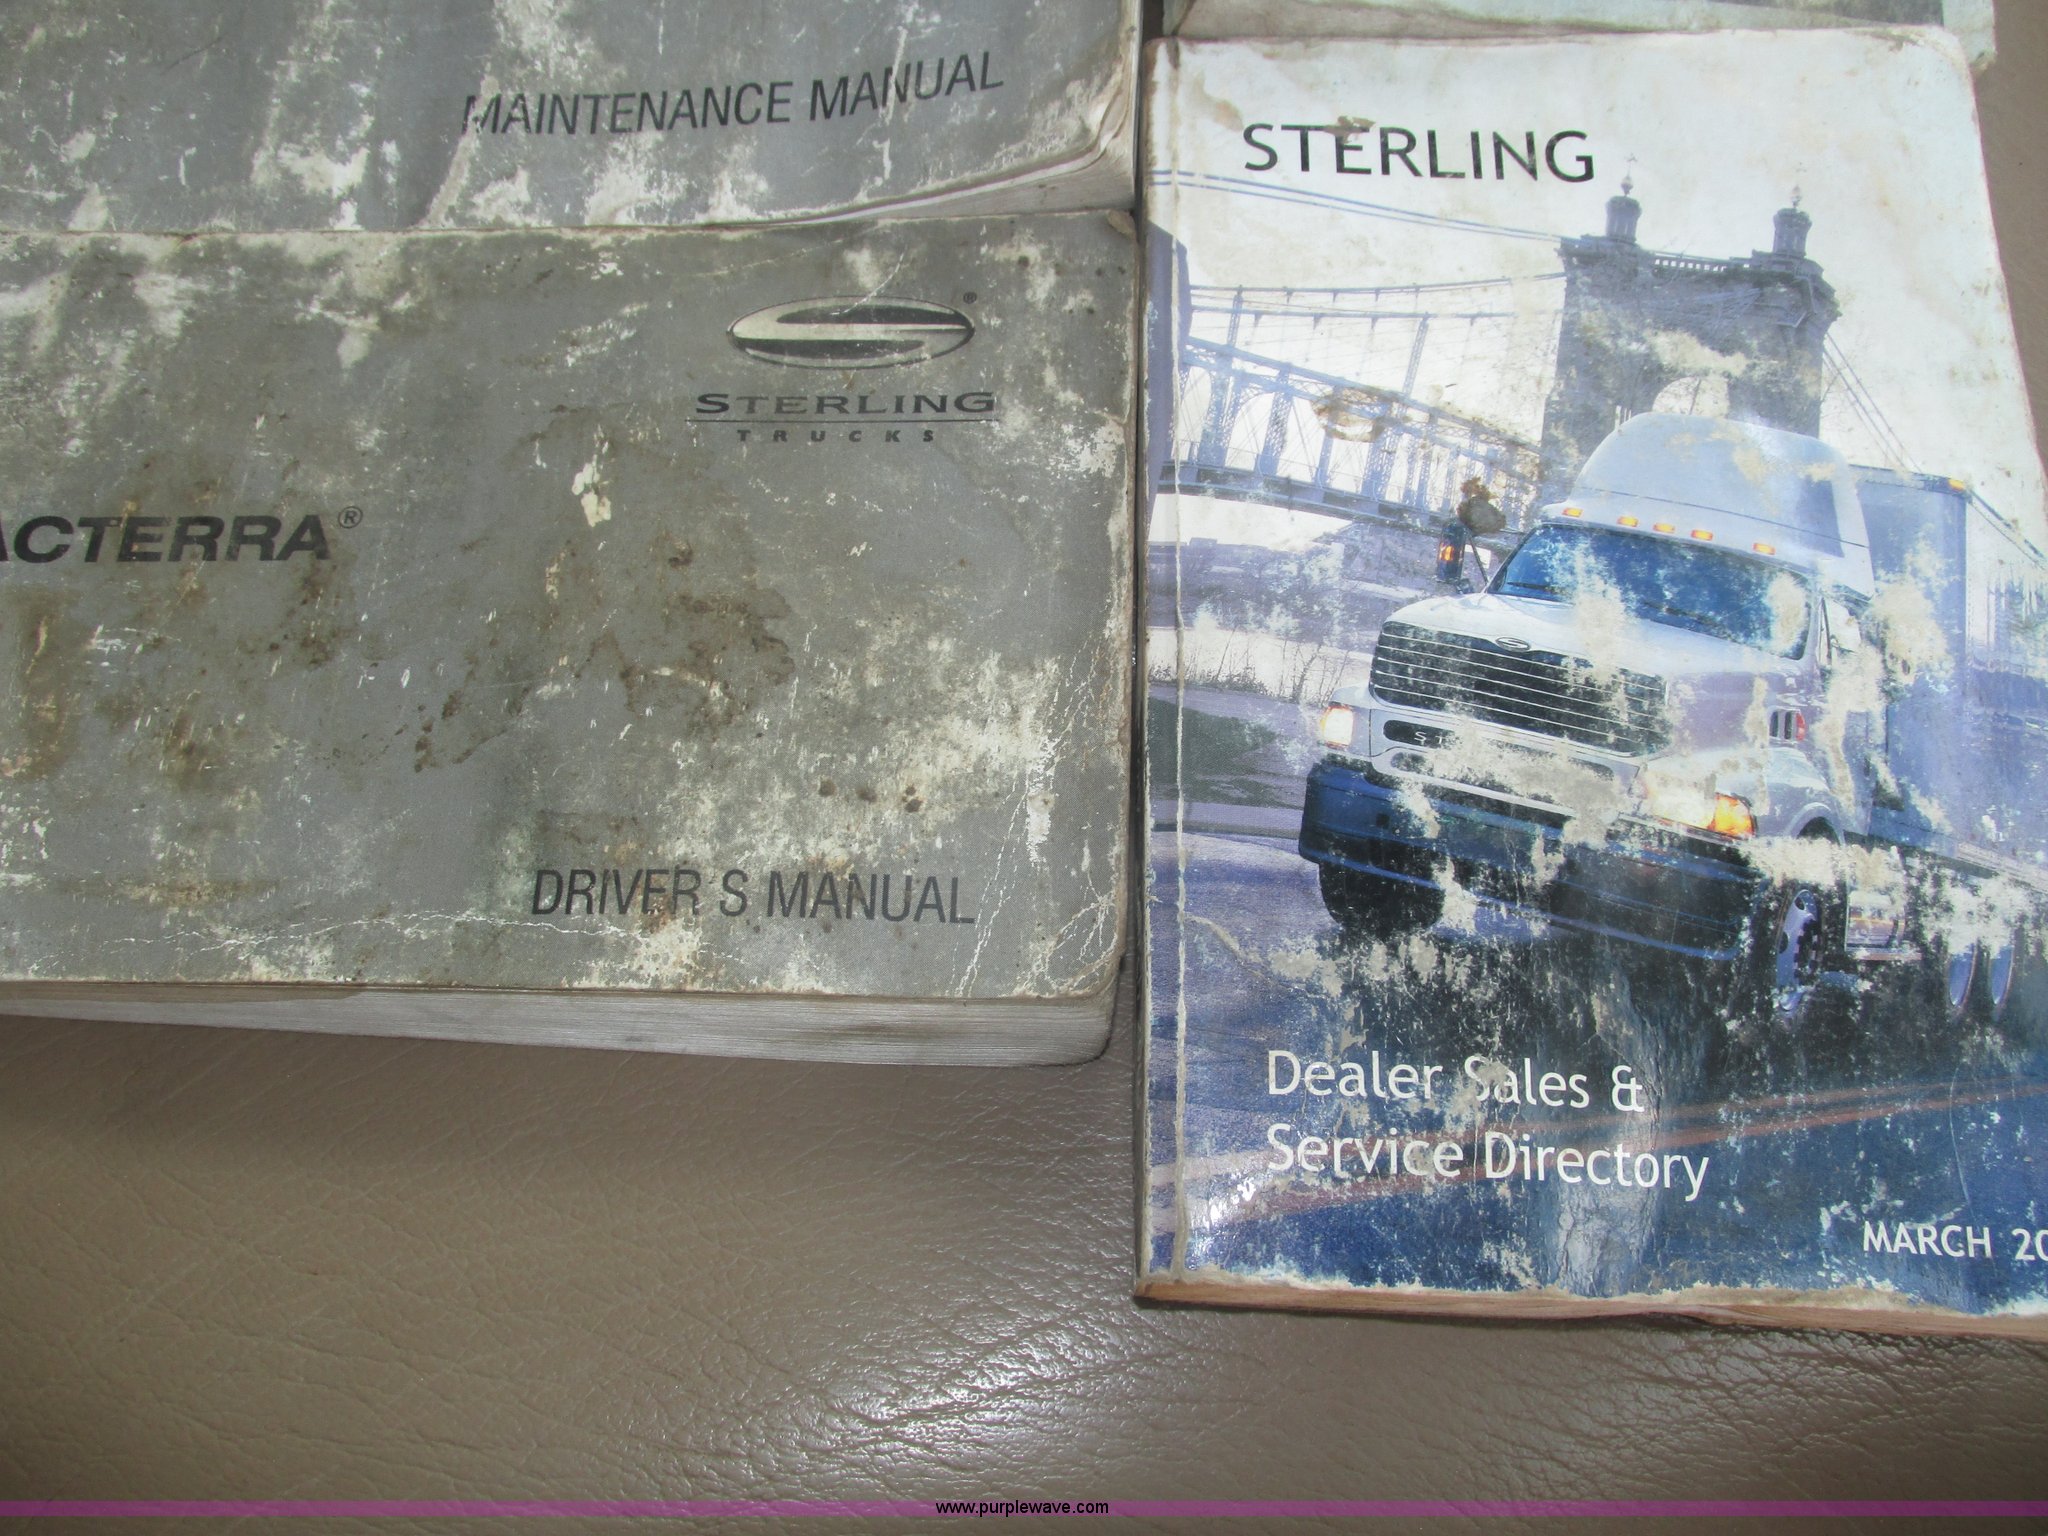 MAINTENANCE MANUAL
STERLING
TRUCKS
ACTERRA®
DRIVER'S MANUAL
STERLING
Dealer Sales &
Service Directory
MARCH 20
www.purplewave.com